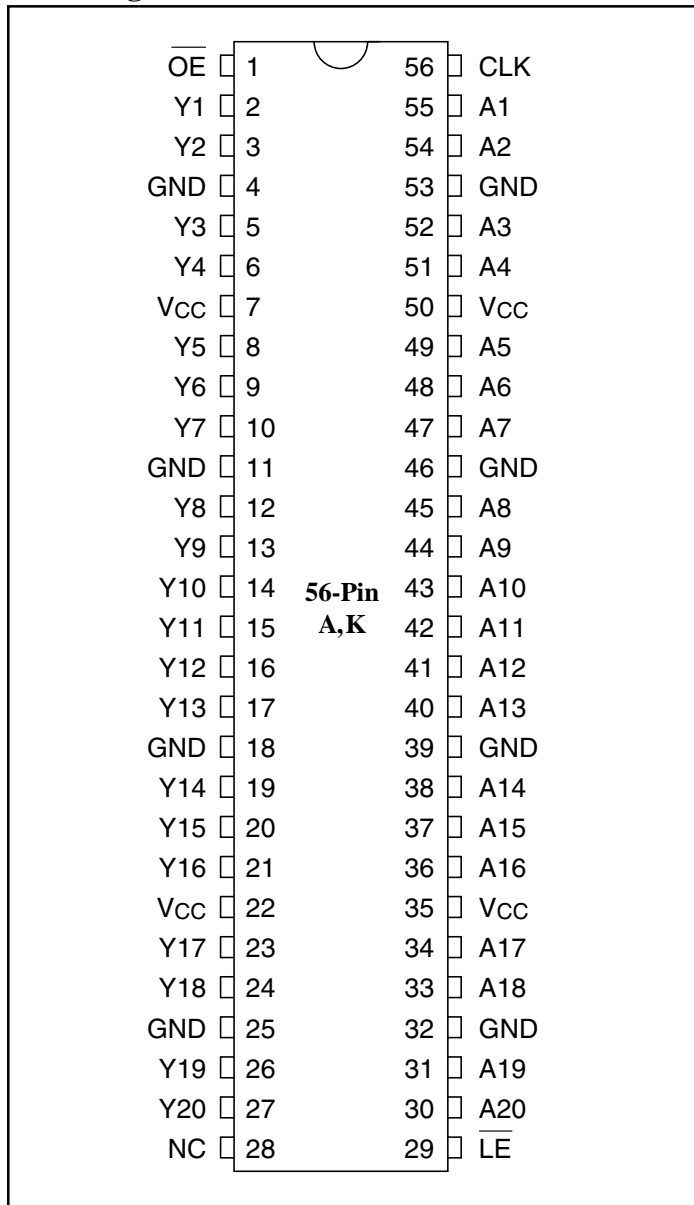 OE 1 56 CLK
Y1 2 55 A1
Y2 3 54 A2
GND 4 53 GND
Y3 5 52 A3
Y4 6 51 A4
VCC 7 50 VCC
Y5 8 49 A5
Y6 9 48 A6
Y7 10 47 A7
GND 11 46 GND
Y8 12 45 A8
Y9 13 44 A9
Y10 14 56-Pin 43 A10
Y11 15 A,K 42 A11
Y12 16 41 A12
Y13 17 40 A13
GND 18 39 GND
Y14 19 38 A14
Y15 20 37 A15
Y16 21 36 A16
VCC 22 35 VCC
Y17 23 34 A17
Y18 24 33 A18
GND 25 32 GND
Y19 26 31 A19
Y20 27 30 A20
NC 28 29 LE